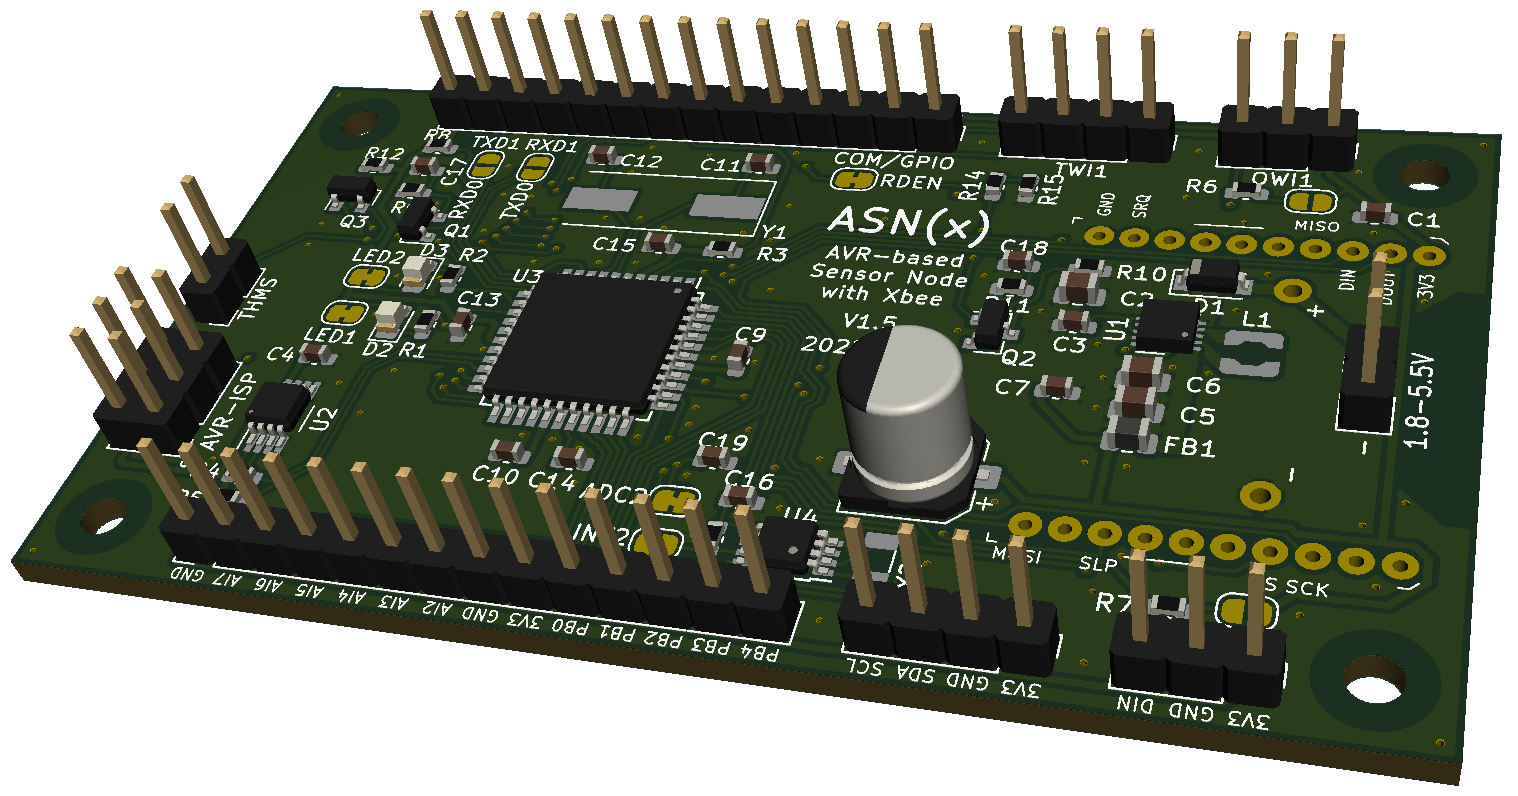 R12
TXD1 RXD1
C17
C12
C11
COM/GPIO
RDEN
R14
R15
TWI1
GND
SRQ
R6
OWI1
MISO
C1
Q3
RXD0
TXD0
Q1
Y1
ASN(x)
AVR-based
Sensor Node
with Xbee
V1.5
C15
R3
C18
R10
D1
DIN
DOUT
3V3
THMS
LED2
D3 R2
U3
C13
LED1
D2 R1
C9
C2
C3
U1
L1
+
Q2
C7
C6
C5
FB1
1.8-5.5V
C4
AVR-ISP
U2
C10
C14
ADC2
C19
C16
U4
+
SLP
SCK
R7
GND AI7 AI6 AI5 AI4 AI3 AI2 GND 3V3 PB0 PB1 PB2 PB3 PB4
SCL SDA GND 3V3
DIN GND 3V3